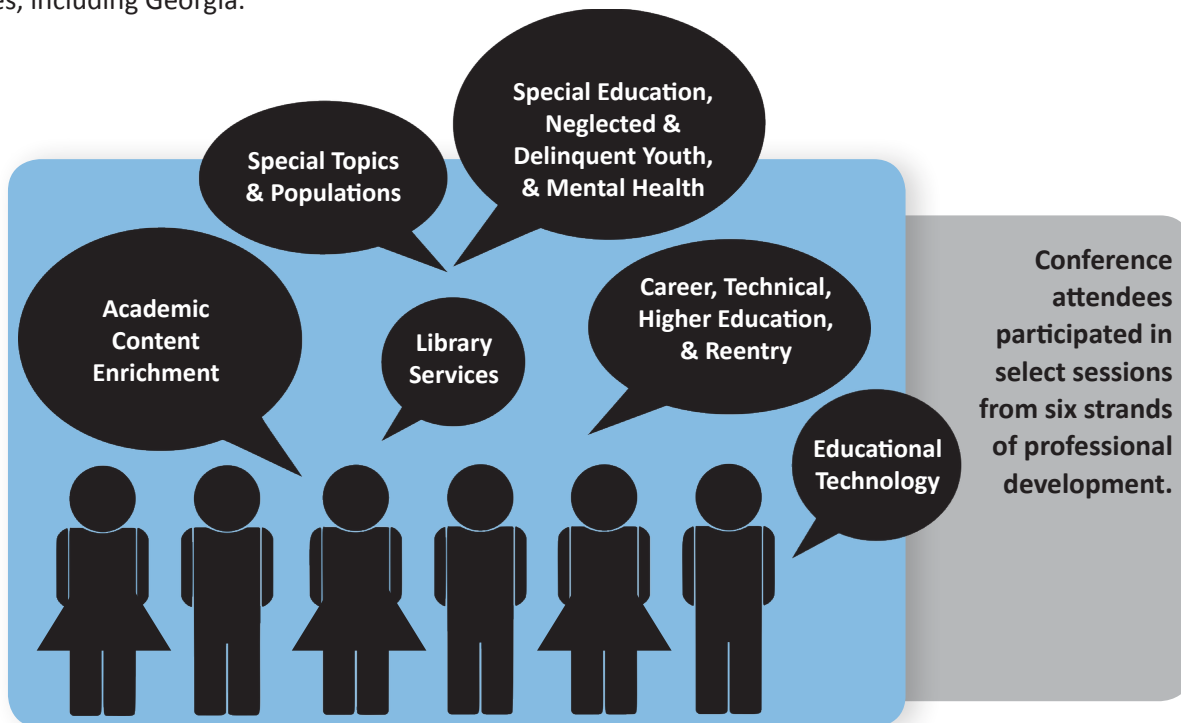 es, including Georgia.
Special Education,
Neglected &
Delinquent Youth,
& Mental Health
Special Topics
& Populations
Academic
Content
Enrichment
Library
Services
Career, Technical,
Higher Education,
& Reentry
Educational
Technology
Conference
attendees
participated in
select sessions
from six strands
of professional
development.